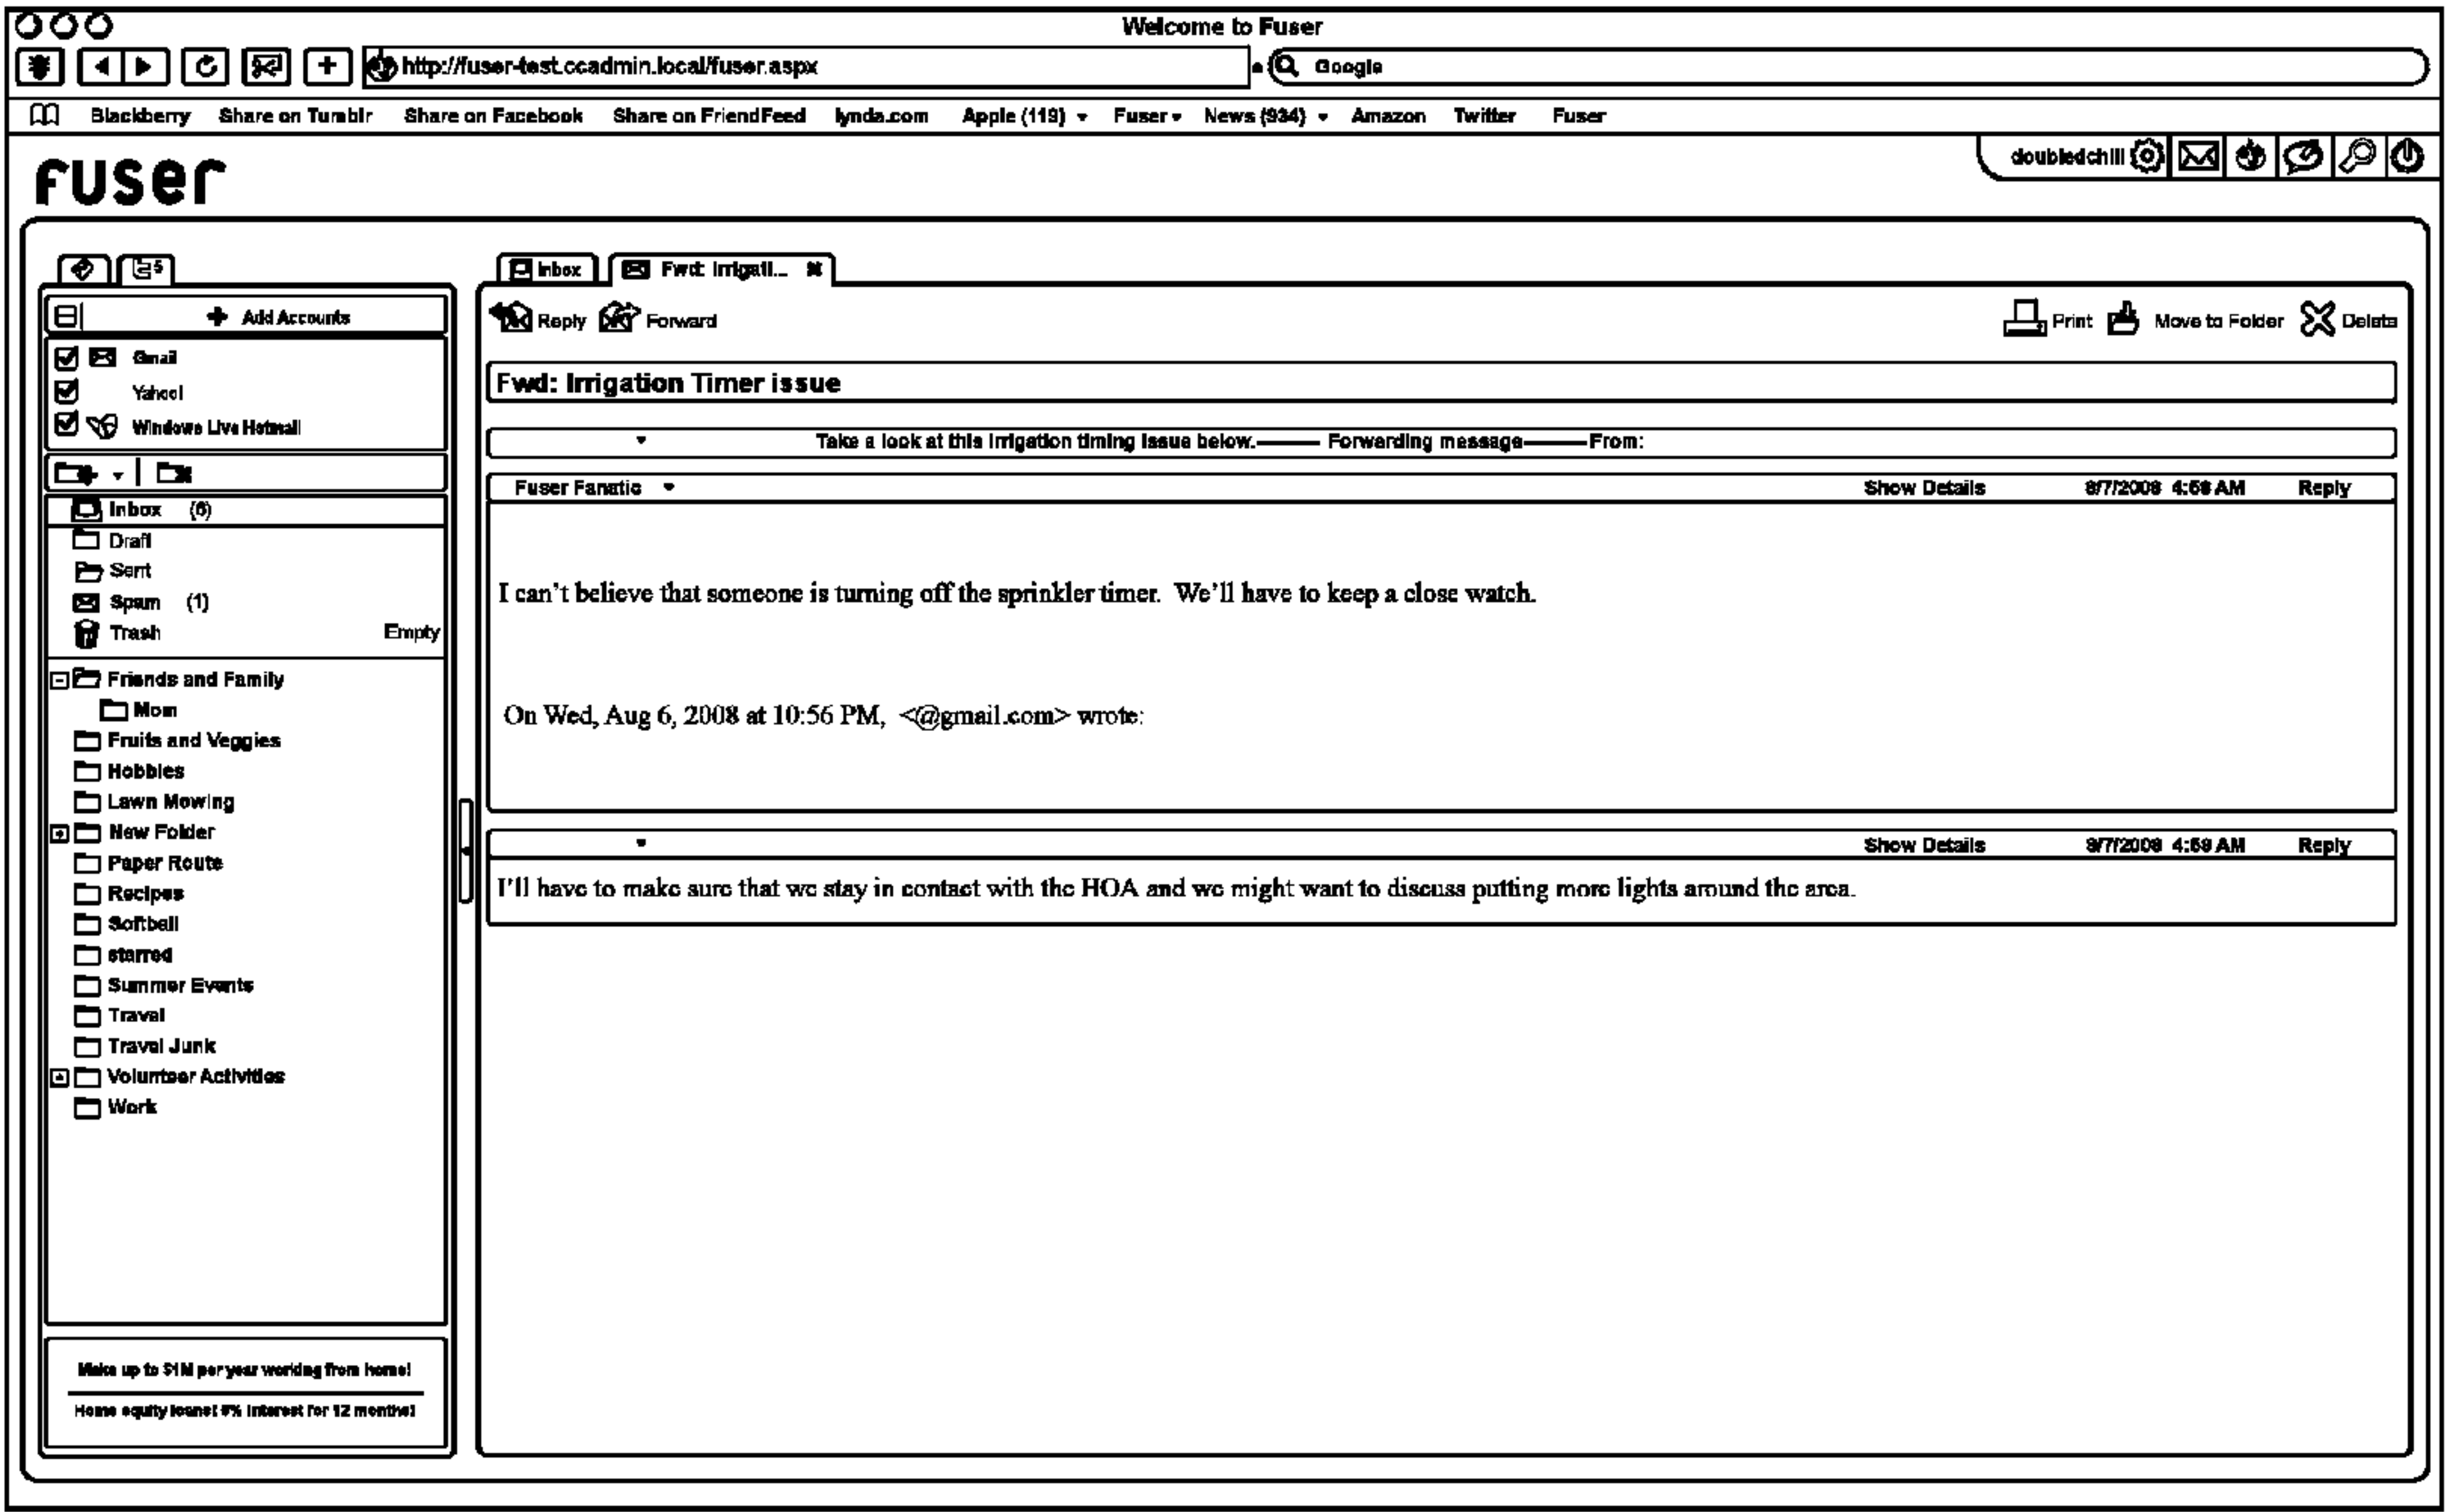 Welcome to Fuser
http://fuser-test.ccadmin.local/fuser.aspx Google
Blackberry Share on Tumblr Share on Facebook Share on FriendFeed lynda.com Apple (119) Fuser News (934) Amazon Twitter Fuser
fuser doubledchill
Inbox Fwd: Irrigati...
Add Accounts
Gmail
Yahoo!
Windows Live Hotmail
Inbox (6)
Draft
Sent
Spam (1)
Trash Empty
Friends and Family
Mom
Fruits and Veggies
Hobbies
Lawn Mowing
New Folder
Paper Route
Recipes
Softball
starred
Summer Events
Travel
Travel Junk
Volunteer Activities
Work
Make up to $1M per year working from home!
Home equity loans! 0% interest for 12 months!
Reply Forward Print Move to Folder Delete
Fwd: Irrigation Timer issue
Take a look at this irrigation timing issue below.——— Forwarding message———From:
Fuser Fanatic Show Details 8/7/2008 4:58 AM Reply
I can't believe that someone is turning off the sprinkler timer. We'll have to keep a close watch.
On Wed, Aug 6, 2008 at 10:56 PM, <@gmail.com> wrote:
Show Details 8/7/2008 4:59 AM Reply
I'll have to make sure that we stay in contact with the HOA and we might want to discuss putting more lights around the area.